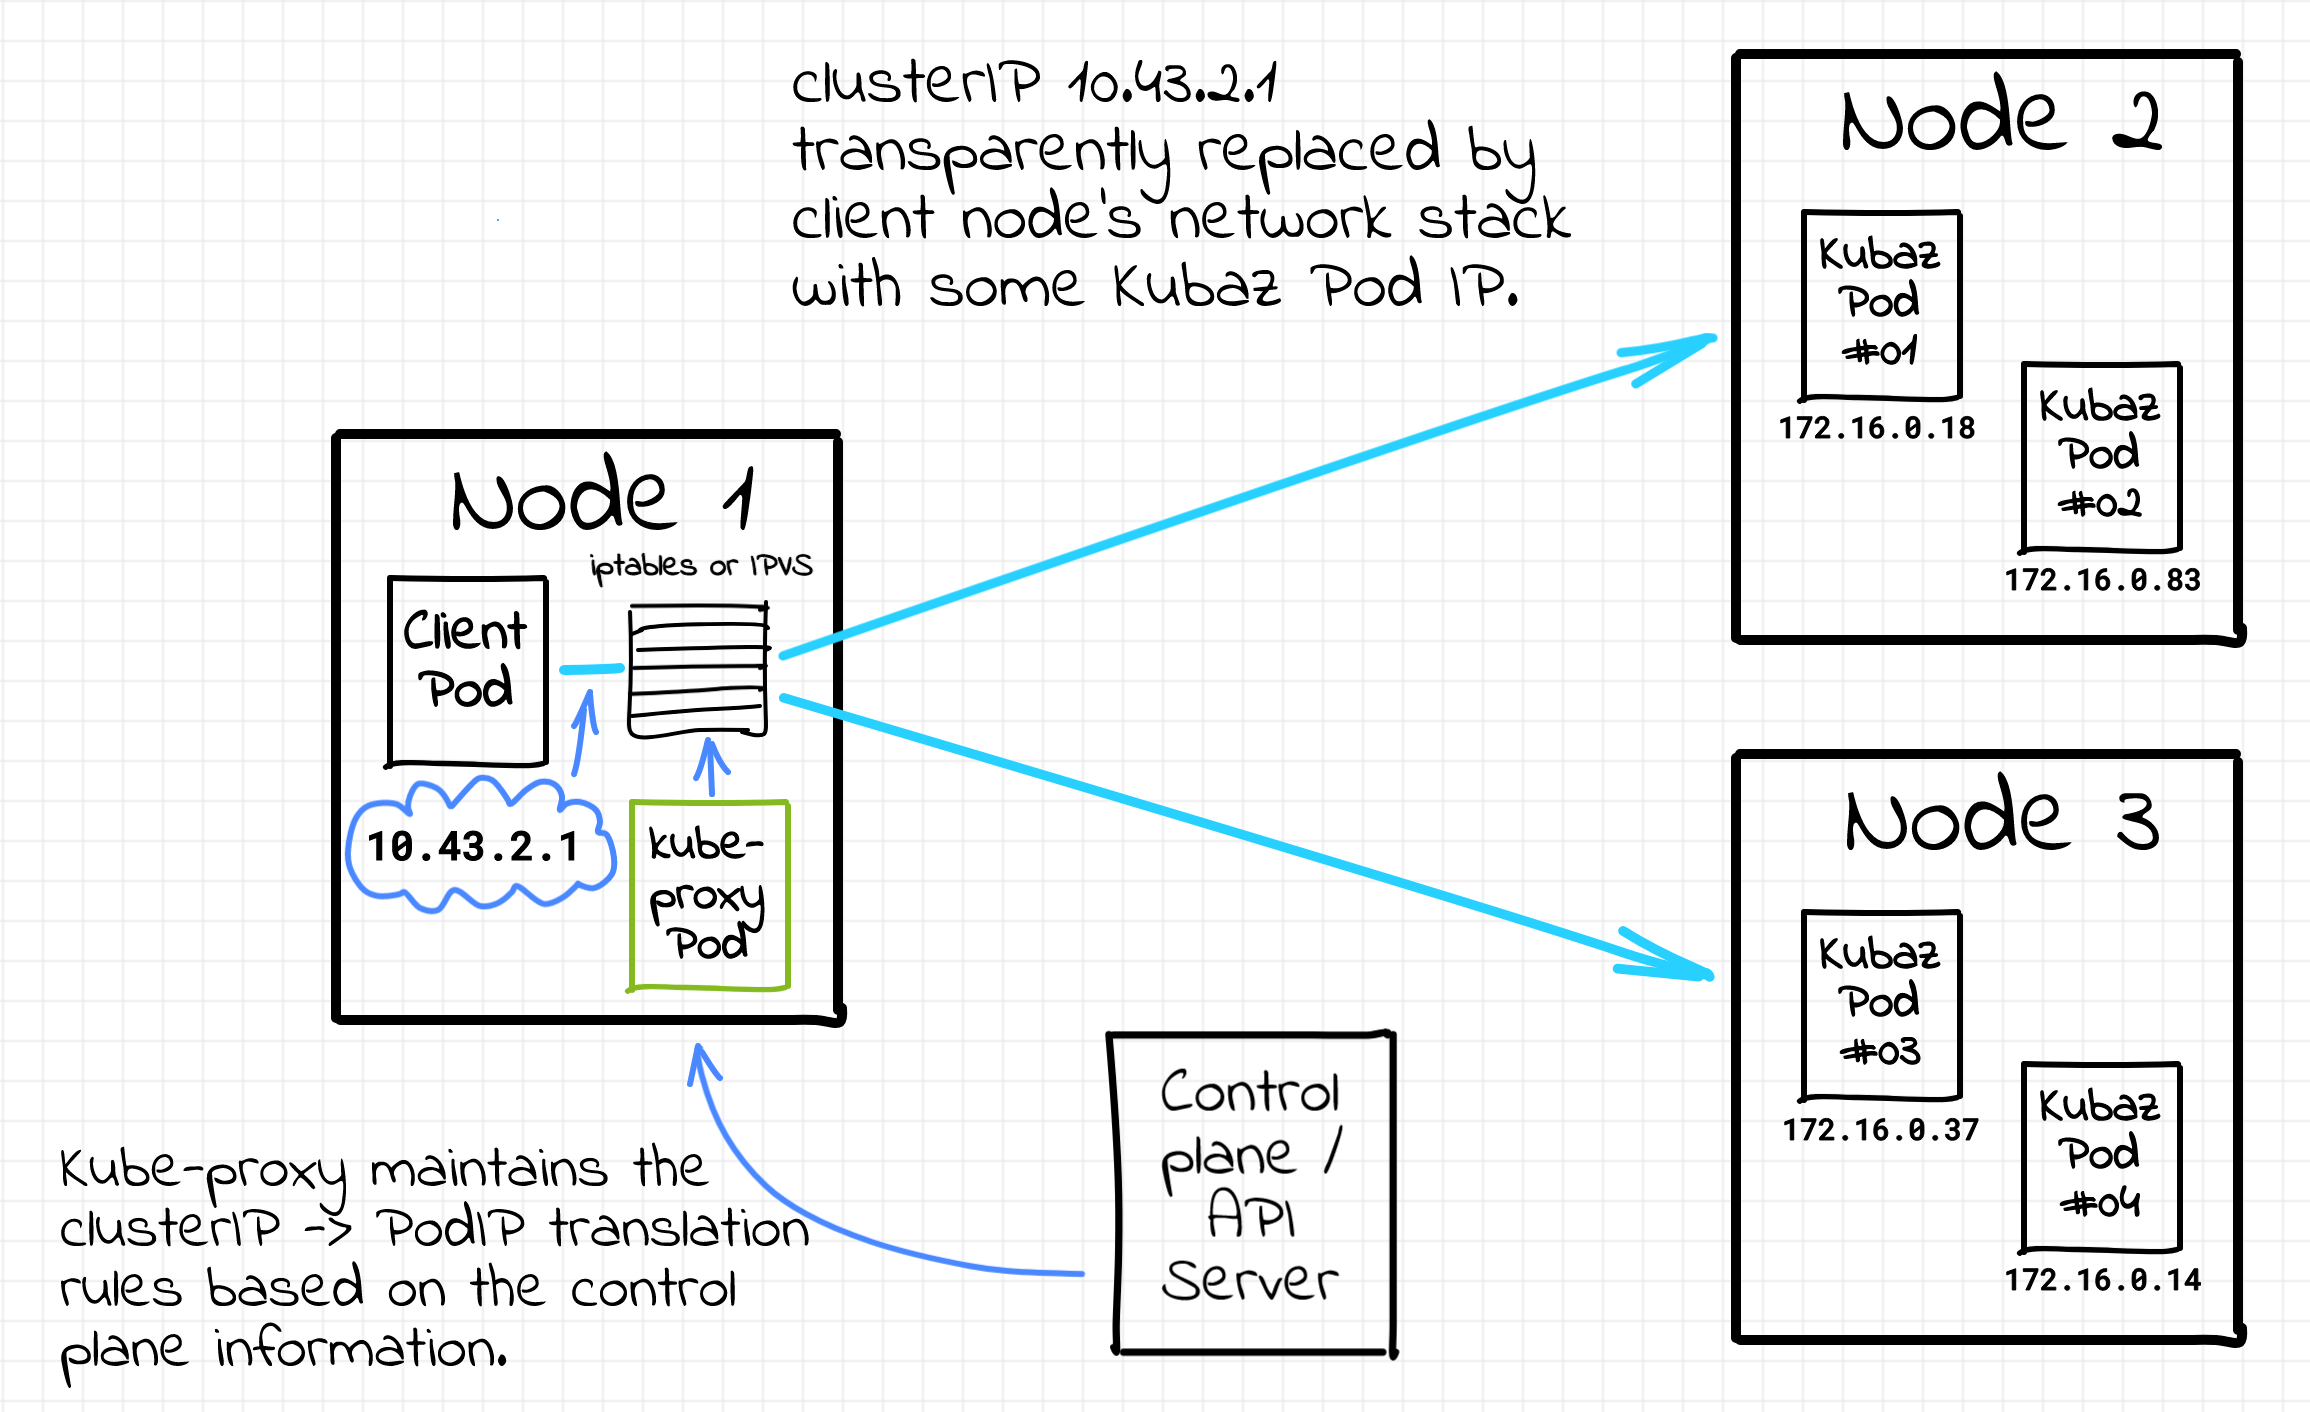 clusterIP 10.43.2.1
transparently replaced by
client node's network stack
with some Kubaz Pod IP.
Node 1
iptables or IPVS
Client
Pod
10.43.2.1
kube-
proxy
Pod
Node 2
Kubaz
Pod
#01
172.16.0.18
Kubaz
Pod
#02
172.16.0.83
Node 3
Kubaz
Pod
#03
172.16.0.37
Kubaz
Pod
#04
172.16.0.14
Control
plane /
API
Server
Kube-proxy maintains the
clusterIP -> PodIP translation
rules based on the control
plane information.